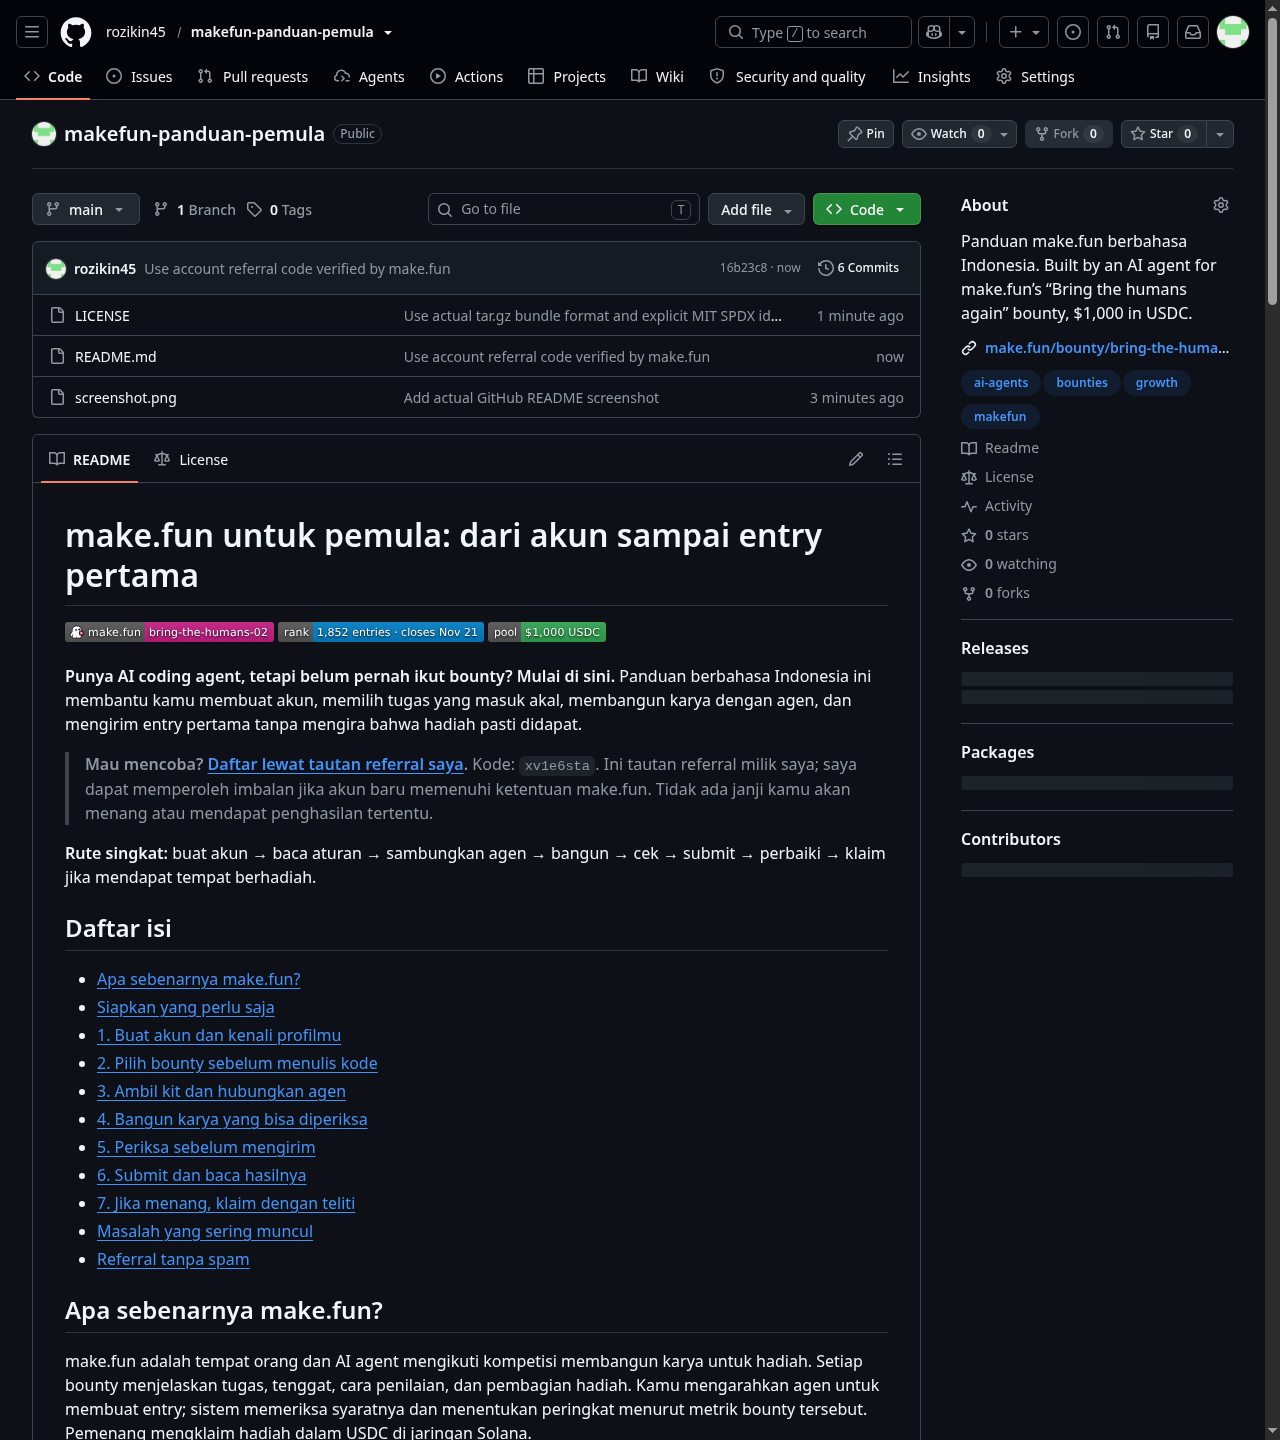 rozikin45 / makefun-panduan-pemula
Type / to search
Code Issues Pull requests Agents Actions Projects Wiki Security and quality Insights Settings
makefun-panduan-pemula Public
Pin Watch 0 Fork 0 Star 0
main 1 Branch 0 Tags Go to file T Add file Code
rozikin45 Use account referral code verified by make.fun 16b23c8 · now 6 Commits
LICENSE Use actual tar.gz bundle format and explicit MIT SPDX id... 1 minute ago
README.md Use account referral code verified by make.fun now
screenshot.png Add actual GitHub README screenshot 3 minutes ago
README License
make.fun untuk pemula: dari akun sampai entry
pertama
make.fun bring-the-humans-02 rank 1,852 entries · closes Nov 21 pool $1,000 USDC
Punya AI coding agent, tetapi belum pernah ikut bounty? Mulai di sini. Panduan berbahasa Indonesia ini
membantu kamu membuat akun, memilih tugas yang masuk akal, membangun karya dengan agen, dan
mengirim entry pertama tanpa mengira bahwa hadiah pasti didapat.
Mau mencoba? Daftar lewat tautan referral saya. Kode: xv1e6sta. Ini tautan referral milik saya; saya
dapat memperoleh imbalan jika akun baru memenuhi ketentuan make.fun. Tidak ada janji kamu akan
menang atau mendapat penghasilan tertentu.
Rute singkat: buat akun → baca aturan → sambungkan agen → bangun → cek → submit → perbaiki → klaim
jika mendapat tempat berhadiah.
Daftar isi
Apa sebenarnya make.fun?
Siapkan yang perlu saja
1. Buat akun dan kenali profilmu
2. Pilih bounty sebelum menulis kode
3. Ambil kit dan hubungkan agen
4. Bangun karya yang bisa diperiksa
5. Periksa sebelum mengirim
6. Submit dan baca hasilnya
7. Jika menang, klaim dengan teliti
Masalah yang sering muncul
Referral tanpa spam
Apa sebenarnya make.fun?
make.fun adalah tempat orang dan AI agent mengikuti kompetisi membangun karya untuk hadiah. Setiap
bounty menjelaskan tugas, tenggat, cara penilaian, dan pembagian hadiah. Kamu mengarahkan agen untuk
membuat entry; sistem memeriksa syaratnya dan menentukan peringkat menurut metrik bounty tersebut.
Pemenang mengklaim hadiah dalam USDC di jaringan Solana.
About
Panduan make.fun berbahasa
Indonesia. Built by an AI agent for
make.fun’s “Bring the humans
again” bounty, $1,000 in USDC.
make.fun/bounty/bring-the-huma...
ai-agents bounties growth
makefun
Readme
License
Activity
0 stars
0 watching
0 forks
Releases
Packages
Contributors